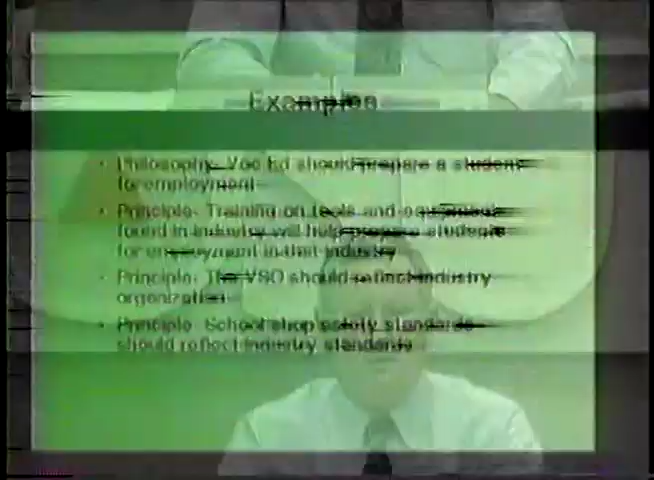 Examples
• Philosophy- Voc Ed should prepare a student
for employment
• Principle- Training on tools and equipment
found in industry will help prepare students
for employment in that industry
• Principle- The VSO should reflect industry
organization
• Principle- School shop safety standards
should reflect industry standards